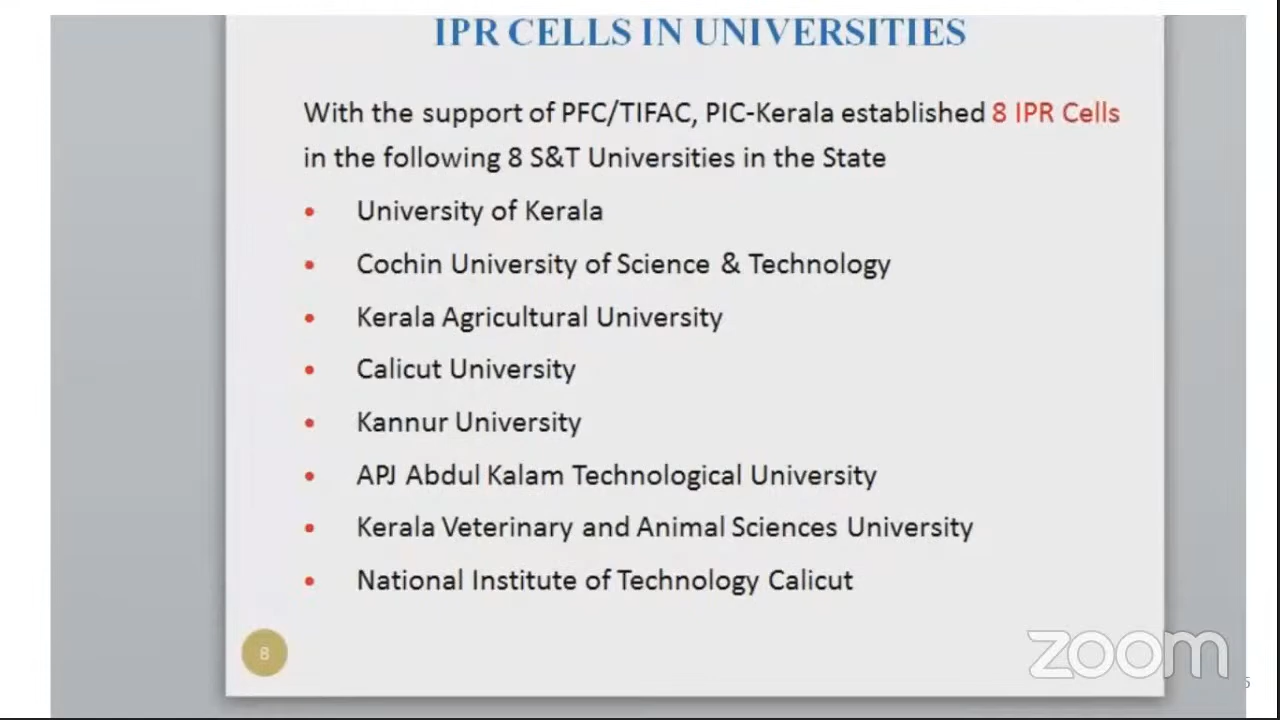 IPR CELLS IN UNIVERSITIES
With the support of PFC/TIFAC, PIC-Kerala established 8 IPR Cells
in the following 8 S&T Universities in the State
• University of Kerala
• Cochin University of Science & Technology
• Kerala Agricultural University
• Calicut University
• Kannur University
• APJ Abdul Kalam Technological University
• Kerala Veterinary and Animal Sciences University
• National Institute of Technology Calicut
8
zoom
5